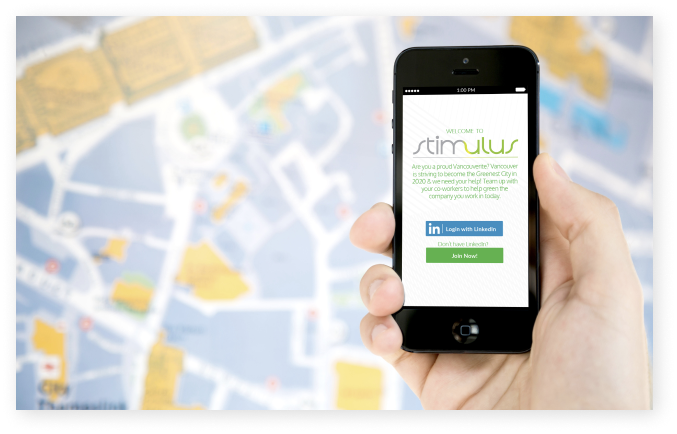 1:00 PM
WELCOME TO
stimulus
Are you a proud Vancouverite? Vancouver
is striving to become the Greenest City in
2020 & we need your help! Team up with
your co-workers to help green the
company you work in today.
in Login with LinkedIn
Don't have LinkedIn?
Join Now!
City
Thameslink